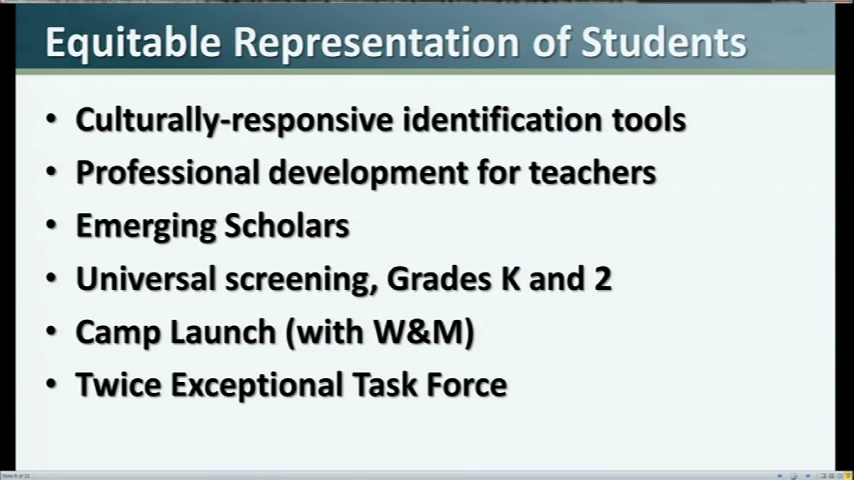 Equitable Representation of Students
• Culturally-responsive identification tools
• Professional development for teachers
• Emerging Scholars
• Universal screening, Grades K and 2
• Camp Launch (with W&M)
• Twice Exceptional Task Force